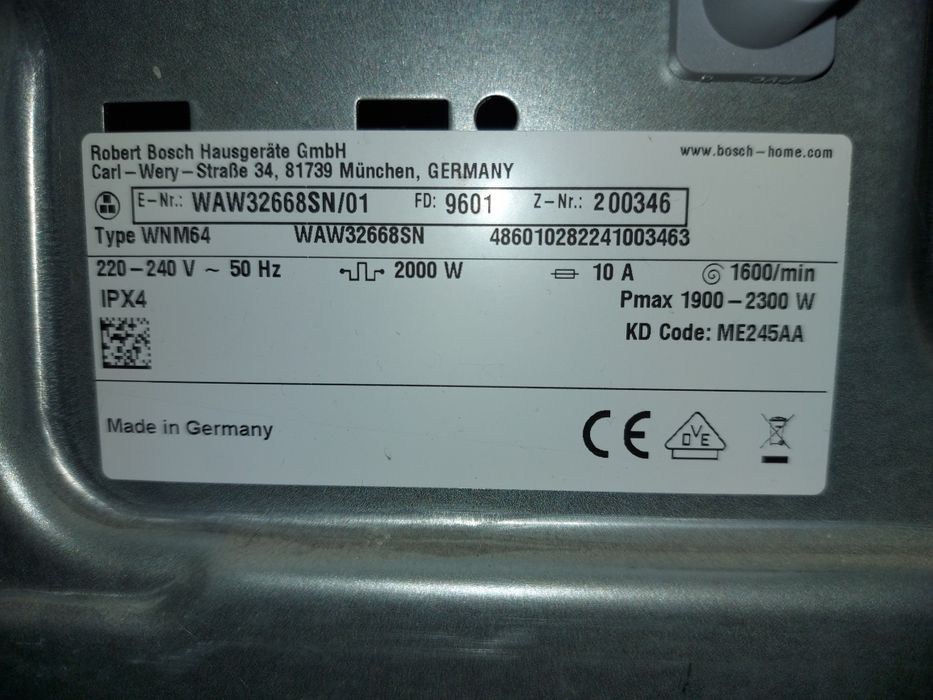 Robert Bosch Hausgeräte GmbH
www.bosch-home.com
Carl-Wery-Straße 34, 81739 München, GERMANY
E-Nr.: WAW32668SN/01 FD: 9601 Z-Nr.: 200346
Type WNM64 WAW32668SN 486010282241003463
220-240 V ~ 50 Hz 2000 W 10 A 1600/min
IPX4 Pmax 1900-2300 W
KD Code: ME245AA
Made in Germany
CE
DVE